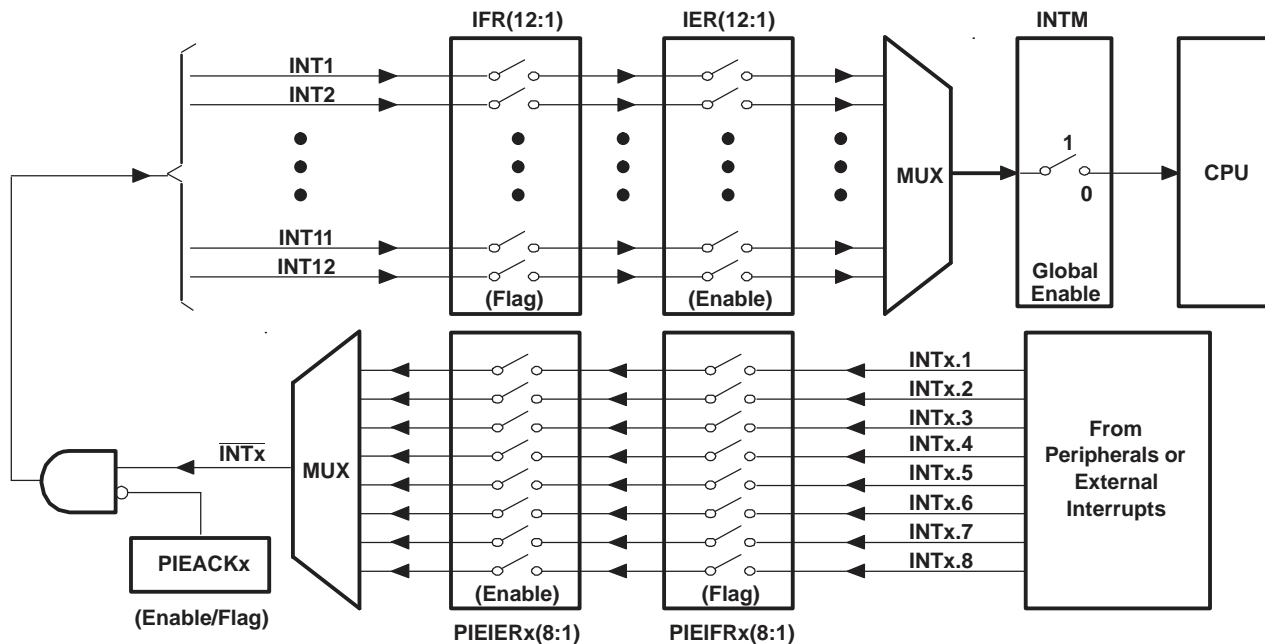 IFR(12:1)
IER(12:1)
INTM
INT1
INT2
INT11
INT12
(Flag)
(Enable)
MUX
1
0
Global
Enable
CPU
INTx
MUX
PIEACKx
(Enable/Flag)
(Enable)
PIEIERx(8:1)
(Flag)
PIEIFRx(8:1)
INTx.1
INTx.2
INTx.3
INTx.4
INTx.5
INTx.6
INTx.7
INTx.8
From
Peripherals or
External
Interrupts